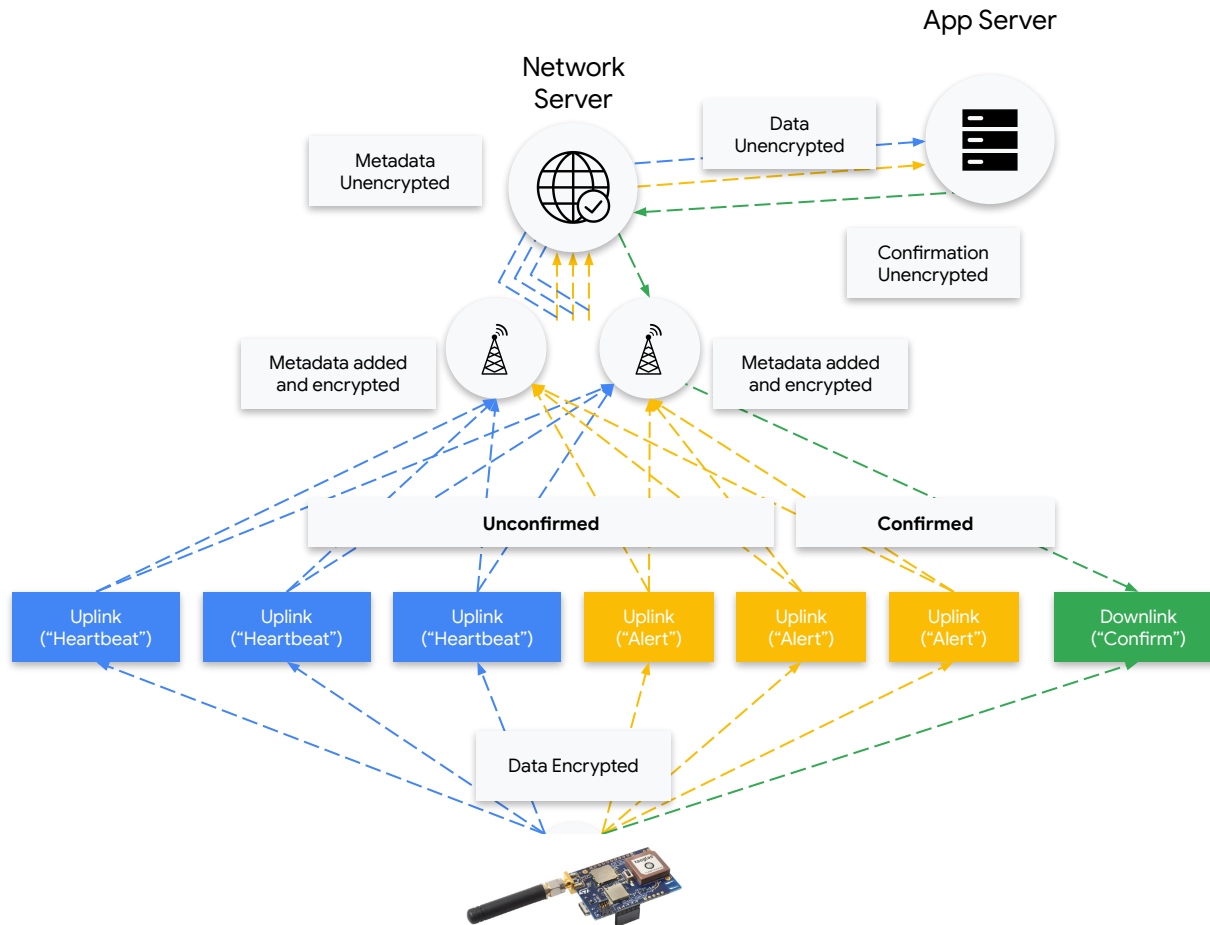 App Server
Network
Server
Data
Unencrypted
Metadata
Unencrypted
Confirmation
Unencrypted
Metadata added
and encrypted
Metadata added
and encrypted
Unconfirmed
Confirmed
Uplink
(“Heartbeat”)
Uplink
(“Heartbeat”)
Uplink
(“Heartbeat”)
Uplink
(“Alert”)
Uplink
(“Alert”)
Uplink
(“Alert”)
Downlink
(“Confirm”)
Data Encrypted